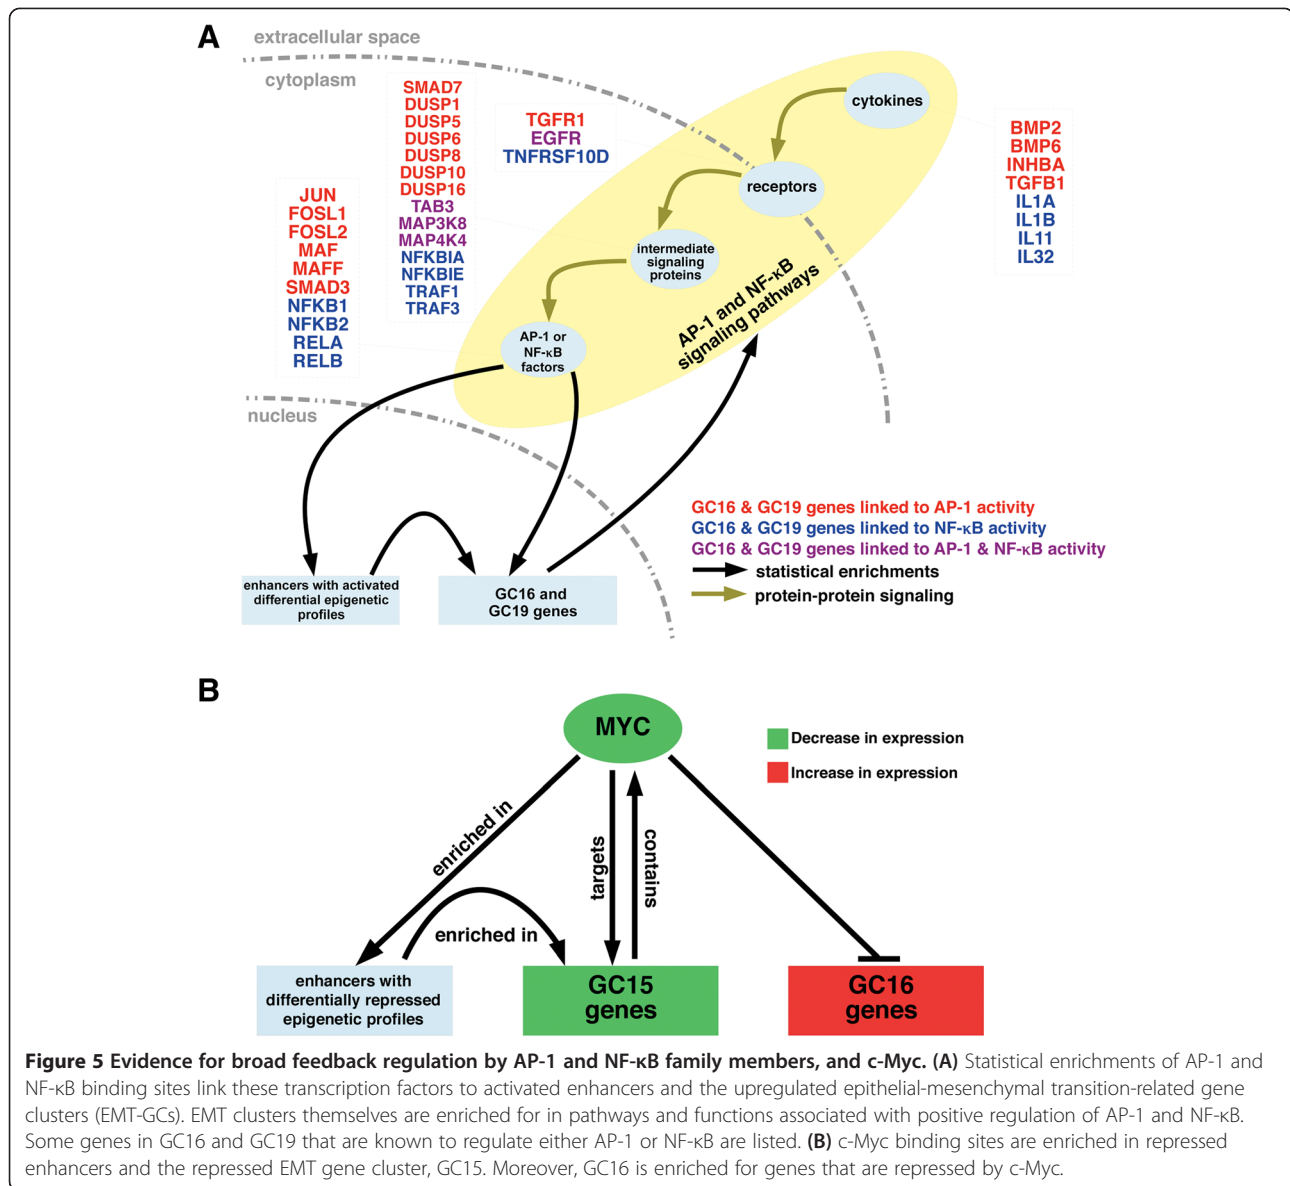 A
extracellular space
cytoplasm
SMAD7
DUSP1
DUSP5
DUSP6
DUSP8
DUSP10
DUSP16
TAB3
MAP3K8
MAP4K4
NFKBIA
NFKBIE
TRAF1
TRAF3
TGFR1
EGFR
TNFRSF10D
cytokines
BMP2
BMP6
INHBA
TGFB1
IL1A
IL1B
IL11
IL32
receptors
JUN
FOSL1
FOSL2
MAF
MAFF
SMAD3
NFKB1
NFKB2
RELA
RELB
intermediate
signaling
proteins
AP-1 and NF-κB
signaling pathways
AP-1 or
NF-κB
factors
nucleus
GC16 & GC19 genes linked to AP-1 activity
GC16 & GC19 genes linked to NF-κB activity
GC16 & GC19 genes linked to AP-1 & NF-κB activity
statistical enrichments
protein-protein signaling
enhancers with activated
differential epigenetic
profiles
GC16 and
GC19 genes
B
MYC
Decrease in expression
Increase in expression
enriched in
targets
contains
enriched in
enhancers with
differentially repressed
epigenetic profiles
GC15
genes
GC16
genes
Figure 5 Evidence for broad feedback regulation by AP-1 and NF-κB family members, and c-Myc. (A) Statistical enrichments of AP-1 and
NF-κB binding sites link these transcription factors to activated enhancers and the upregulated epithelial-mesenchymal transition-related gene
clusters (EMT-GCs). EMT clusters themselves are enriched for in pathways and functions associated with positive regulation of AP-1 and NF-κB.
Some genes in GC16 and GC19 that are known to regulate either AP-1 or NF-κB are listed. (B) c-Myc binding sites are enriched in repressed
enhancers and the repressed EMT gene cluster, GC15. Moreover, GC16 is enriched for genes that are repressed by c-Myc.